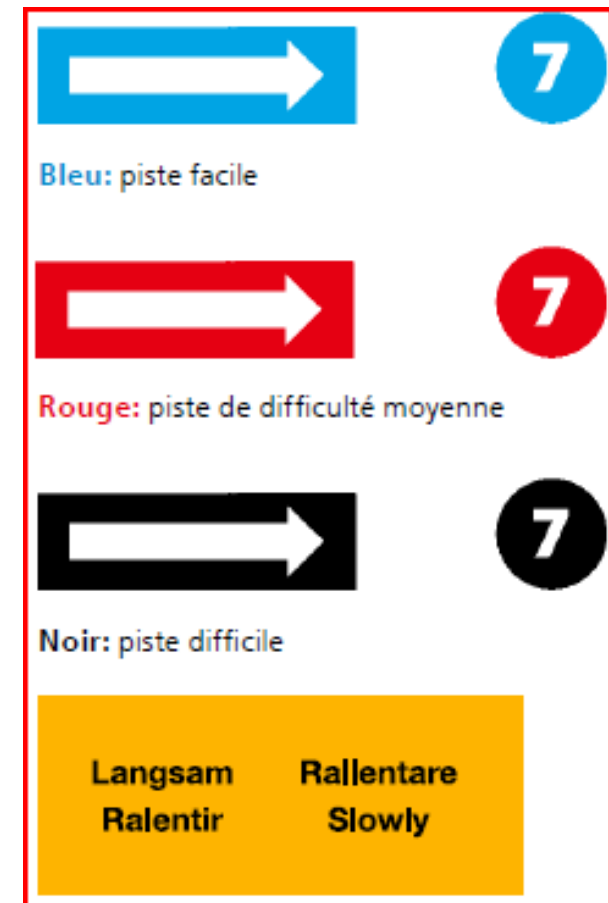 7
Bleu: piste facile
7
Rouge: piste de difficulté moyenne
7
Noir: piste difficile
Langsam Rallentare
Ralentir Slowly